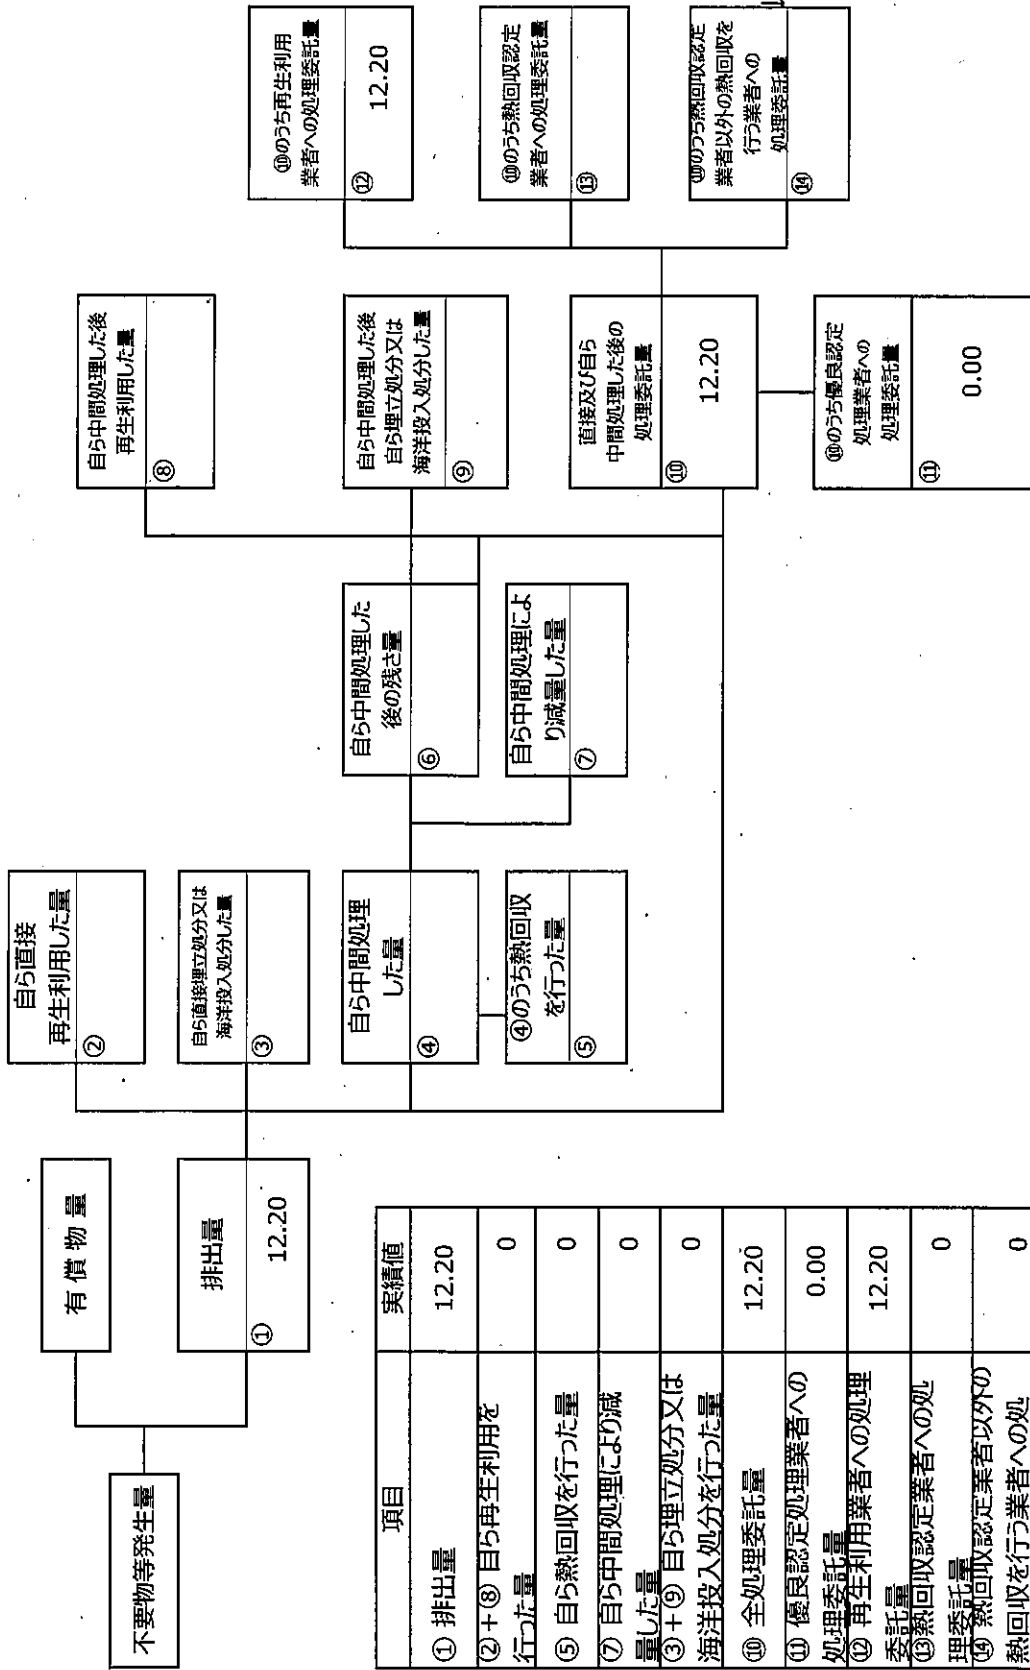 不要物等発生量
有 償 物 量
排出量
①
12.20
自ら直接
再生利用した量
②
自ら直接埋立処分又は
海洋投入処分した量
③
自ら中間処理
した量
④
④のうち熱回収
を行った量
⑤
自ら中間処理した
後の残さ量
⑥
自ら中間処理によ
り減量した量
⑦
自ら中間処理した後
再生利用した量
⑧
自ら中間処理した後
自ら埋立処分又は
海洋投入処分した量
⑨
直接及び自ら
中間処理した後の
処理委託量
⑩
12.20
⑩のうち優良認定
処理業者への
処理委託量
⑪
0.00
⑩のうち再生利用
業者への処理委託量
⑫
12.20
⑩のうち熱回収認定
業者への処理委託量
⑬
⑩のうち熱回収認定
業者以外の熱回収を
行う業者への
処理委託量
⑭
項目 実績値
① 排出量 12.20
②+⑧ 自ら再生利用を
行った量 0
⑤ 自ら熱回収を行った量 0
⑦ 自ら中間処理により減
量した量 0
③+⑨ 自ら埋立処分又は
海洋投入処分を行った量 0
⑩ 全処理委託量 12.20
⑪ 優良認定処理業者への
処理委託量 0.00
⑫ 再生利用業者への処理
委託量 12.20
⑬熱回収認定業者への処
理委託量 0
⑭ 熱回収認定業者以外の
熱回収を行う業者への処 0